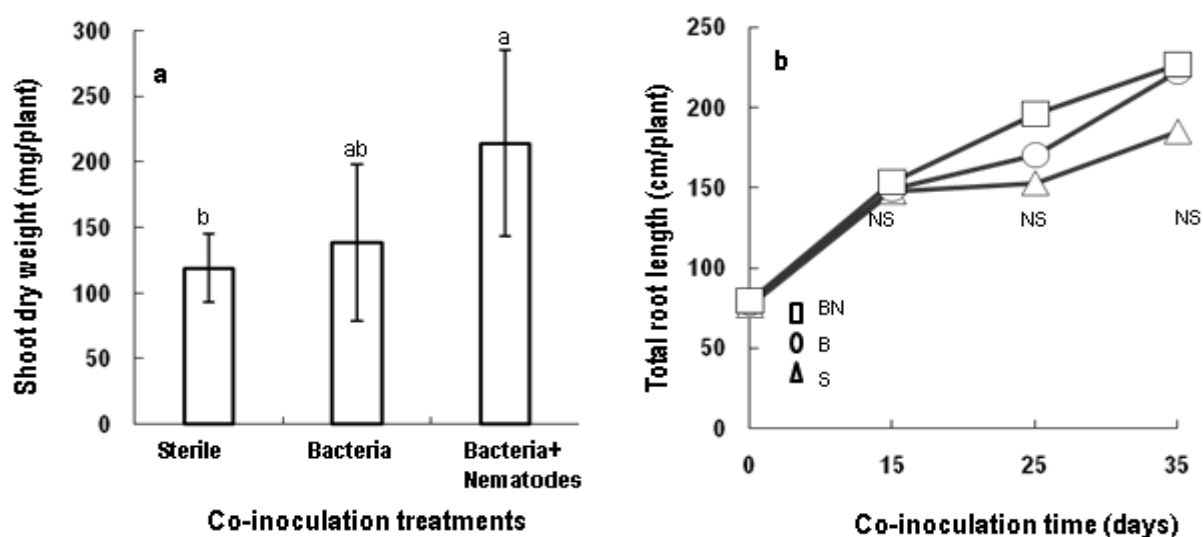 Shoot dry weight (mg/plant)
300
250
200
150
100
50
0
a
b
ab
a
Sterile
Bacteria
Bacteria+
Nematodes
Co-inoculation treatments
Total root length (cm/plant)
250
200
150
100
50
0
b
NS
NS
NS
BN
B
S
0
15
25
35
Co-inoculation time (days)